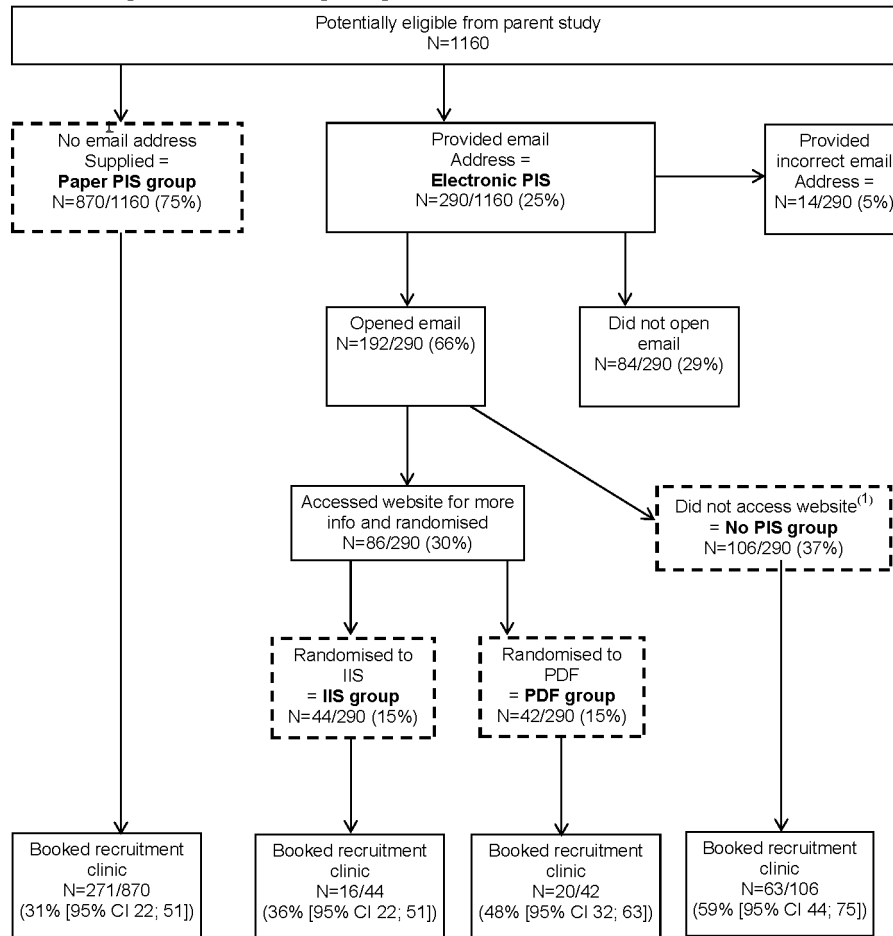 Potentially eligible from parent study
N=1160
No email address
Supplied =
Paper PIS group
N=870/1160 (75%)
Provided email
Address =
Electronic PIS
N=290/1160 (25%)
Provided
incorrect email
Address =
N=14/290 (5%)
Opened email
N=192/290 (66%)
Did not open
email
N=84/290 (29%)
Accessed website for more
info and randomised
N=86/290 (30%)
Did not access website(1)
= No PIS group
N=106/290 (37%)
Randomised to
IIS
= IIS group
N=44/290 (15%)
Randomised to
PDF
= PDF group
N=42/290 (15%)
Booked recruitment
clinic
N=271/870
(31% [95% CI 22; 51])
Booked recruitment
clinic
N=16/44
(36% [95% CI 22; 51])
Booked recruitment
clinic
N=20/42
(48% [95% CI 32; 63])
Booked recruitment
clinic
N=63/106
(59% [95% CI 44; 75])